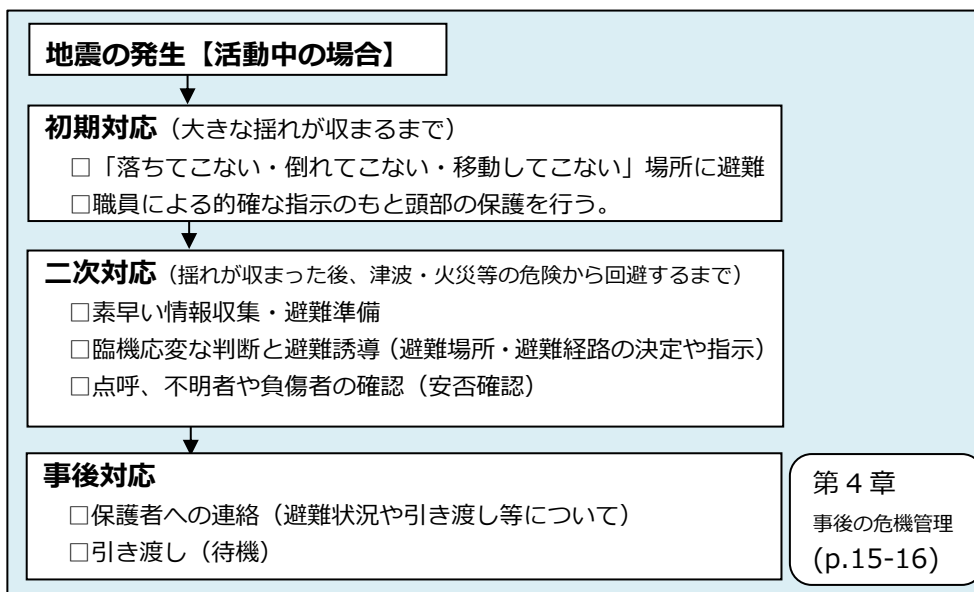 地震の発生【活動中の場合】
初期対応（大きな揺れが収まるまで）
□「落ちてこない・倒れてこない・移動してこない」場所に避難
□職員による的確な指示のもと頭部の保護を行う。
二次対応（揺れが収まった後、津波・火災等の危険から回避するまで）
□素早い情報収集・避難準備
□臨機応変な判断と避難誘導（避難場所・避難経路の決定や指示）
□点呼、不明者や負傷者の確認（安否確認）
事後対応
□保護者への連絡（避難状況や引き渡し等について）
□引き渡し（待機）
第４章
事後の危機管理
(p.15-16)